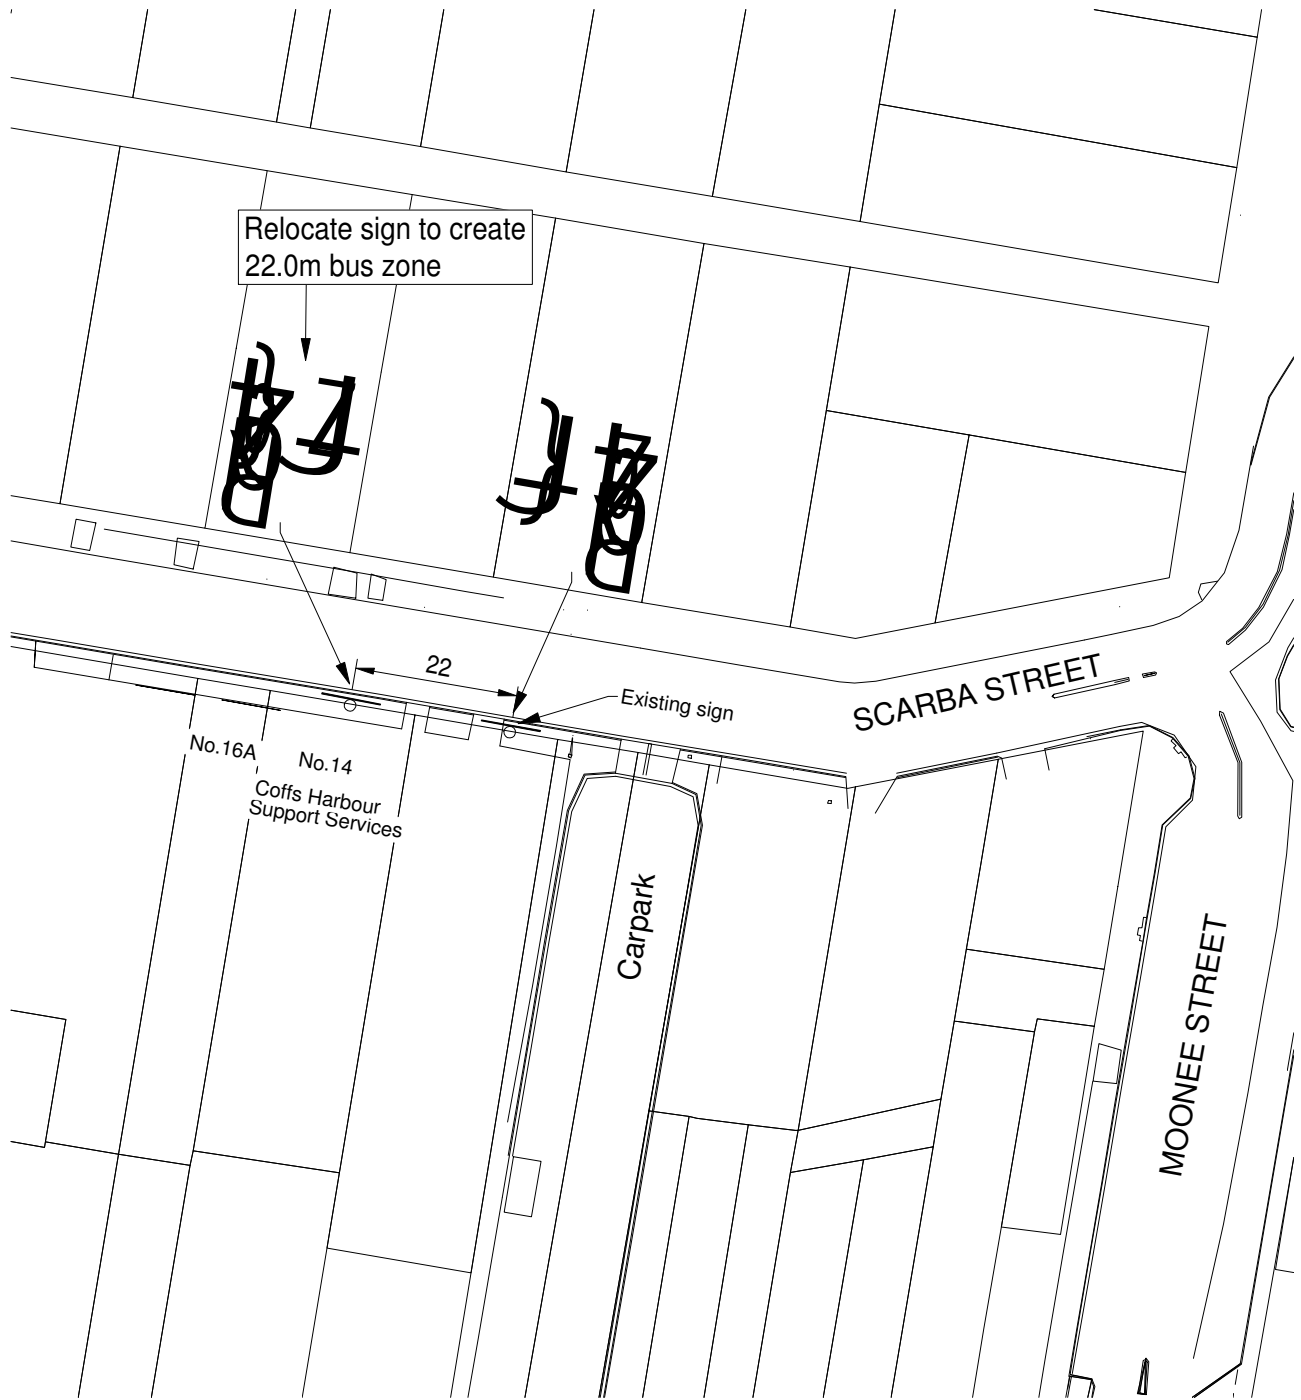 Relocate sign to create
22.0m bus zone
22
Existing sign
SCARBA STREET
No.16A
No.14
Coffs Harbour
Support Services
Carpark
MOONEE STREET